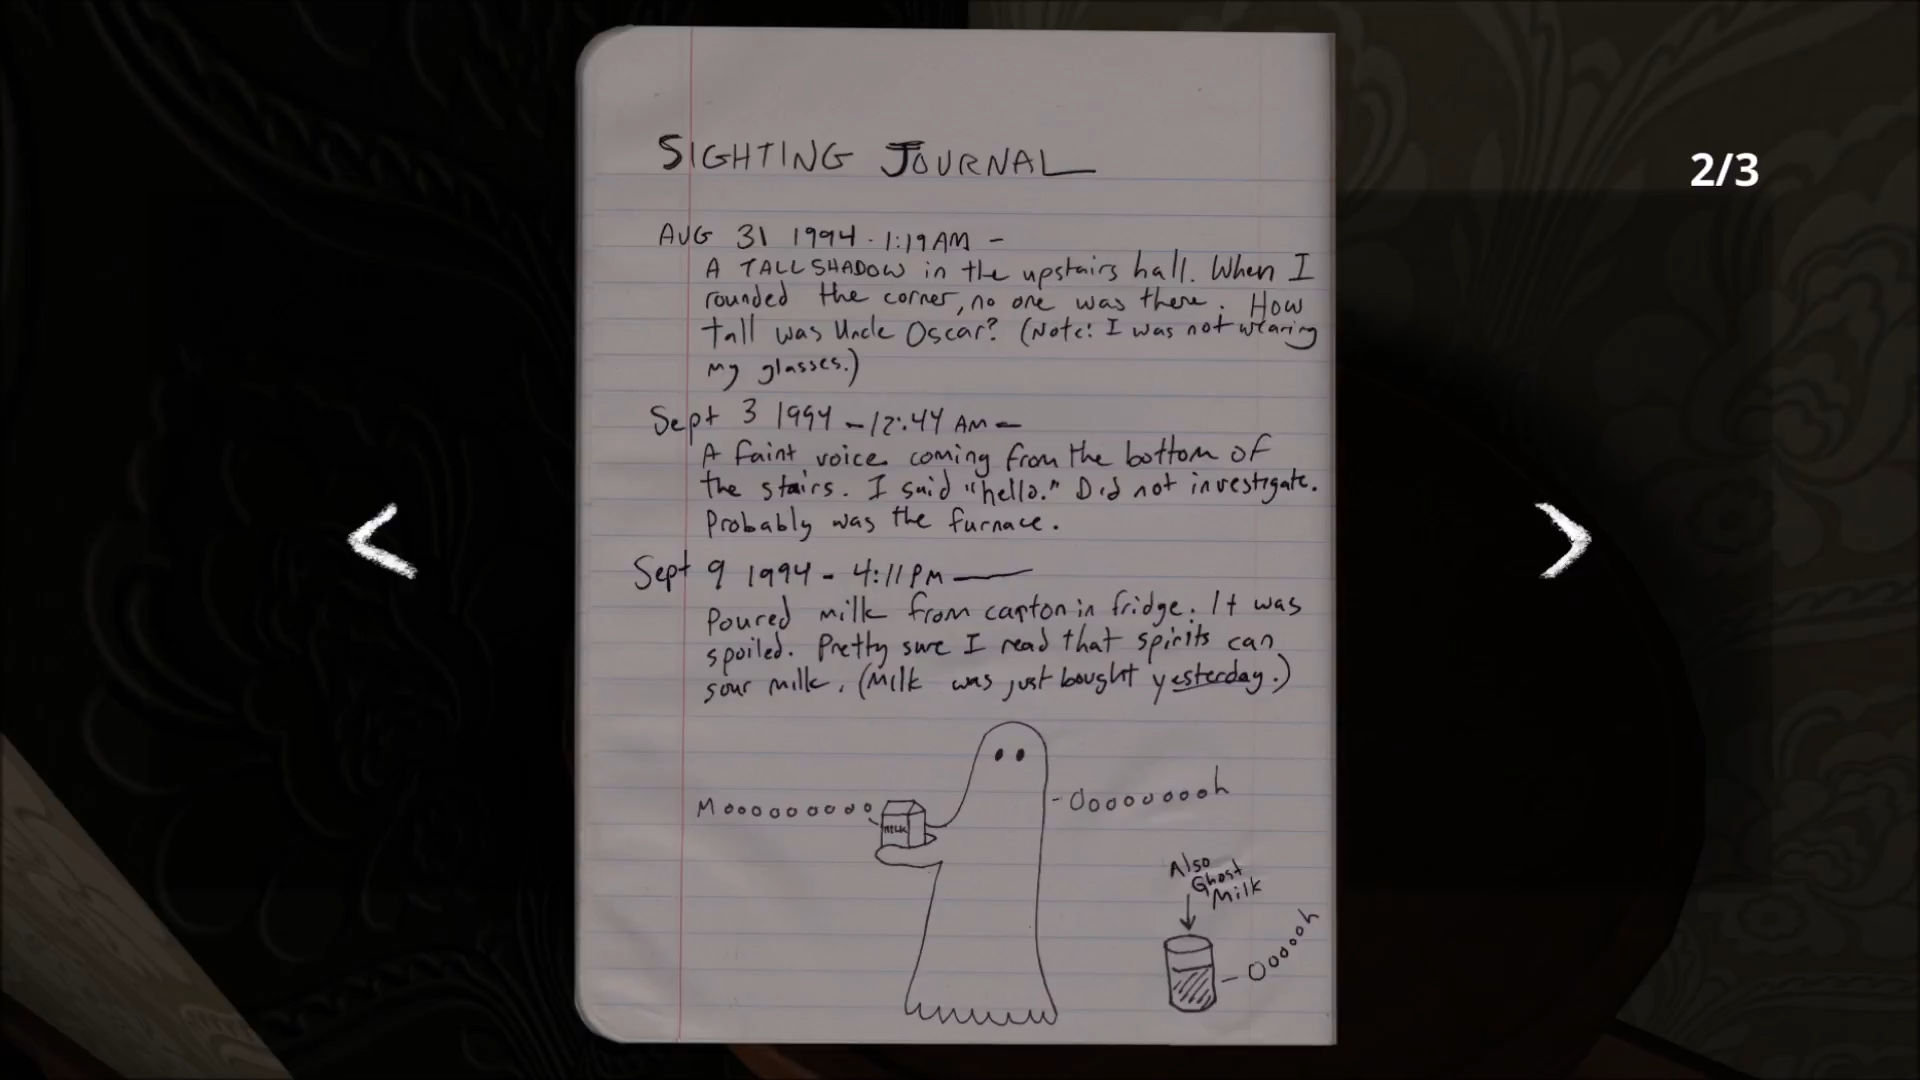 SIGHTING JOURNAL
2/3
AUG 31 1994 - 1:19 AM -
A TALL SHADOW in the upstairs hall. When I
rounded the corner, no one was there. How
tall was Uncle Oscar? (Note: I was not wearing
my glasses.)
Sept 3 1994 - 12:44 AM -
A faint voice coming from the bottom of
the stairs. I said "hello." Did not investigate.
Probably was the furnace.
Sept 9 1994 - 4:11 PM -
Poured milk from carton in fridge. It was
spoiled. Pretty sure I read that spirits can
sour milk. (Milk was just bought yesterday.)
Mooooooooo
MILK
-Ooooooooh
Also
Ghost
Milk
-Ooooooh